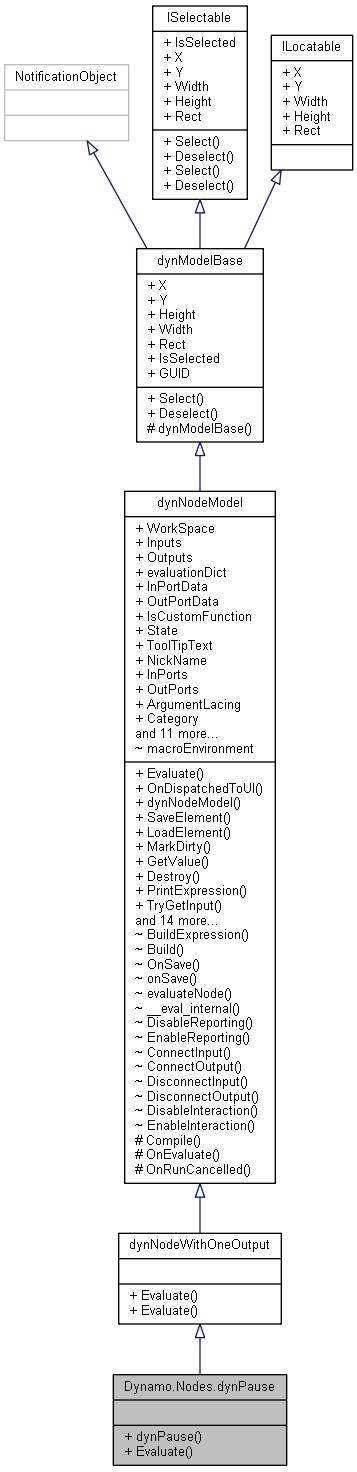 ISelectable
+ IsSelected
+ X
+ Y
+ Width
+ Height
+ Rect
+ Select()
+ Deselect()
+ Select()
+ Deselect()
ILocatable
+ X
+ Y
+ Width
+ Height
+ Rect
NotificationObject
dynModelBase
+ X
+ Y
+ Height
+ Width
+ Rect
+ IsSelected
+ GUID
+ Select()
+ Deselect()
# dynModelBase()
dynNodeModel
+ WorkSpace
+ Inputs
+ Outputs
+ evaluationDict
+ InPortData
+ OutPortData
+ IsCustomFunction
+ State
+ ToolTipText
+ NickName
+ InPorts
+ OutPorts
+ ArgumentLacing
+ Category
and 11 more...
~ macroEnvironment
+ Evaluate()
+ OnDispatchedToUI()
+ dynNodeModel()
+ SaveElement()
+ LoadElement()
+ MarkDirty()
+ GetValue()
+ Destroy()
+ PrintExpression()
+ TryGetInput()
and 14 more...
~ BuildExpression()
~ Build()
~ OnSave()
~ onSave()
~ evaluateNode()
~ __eval_internal()
~ DisableReporting()
~ EnableReporting()
~ ConnectInput()
~ ConnectOutput()
~ DisconnectInput()
~ DisconnectOutput()
~ DisableInteraction()
~ EnableInteraction()
# Compile()
# OnEvaluate()
# OnRunCancelled()
dynNodeWithOneOutput
+ Evaluate()
+ Evaluate()
Dynamo.Nodes.dynPause
+ dynPause()
+ Evaluate()